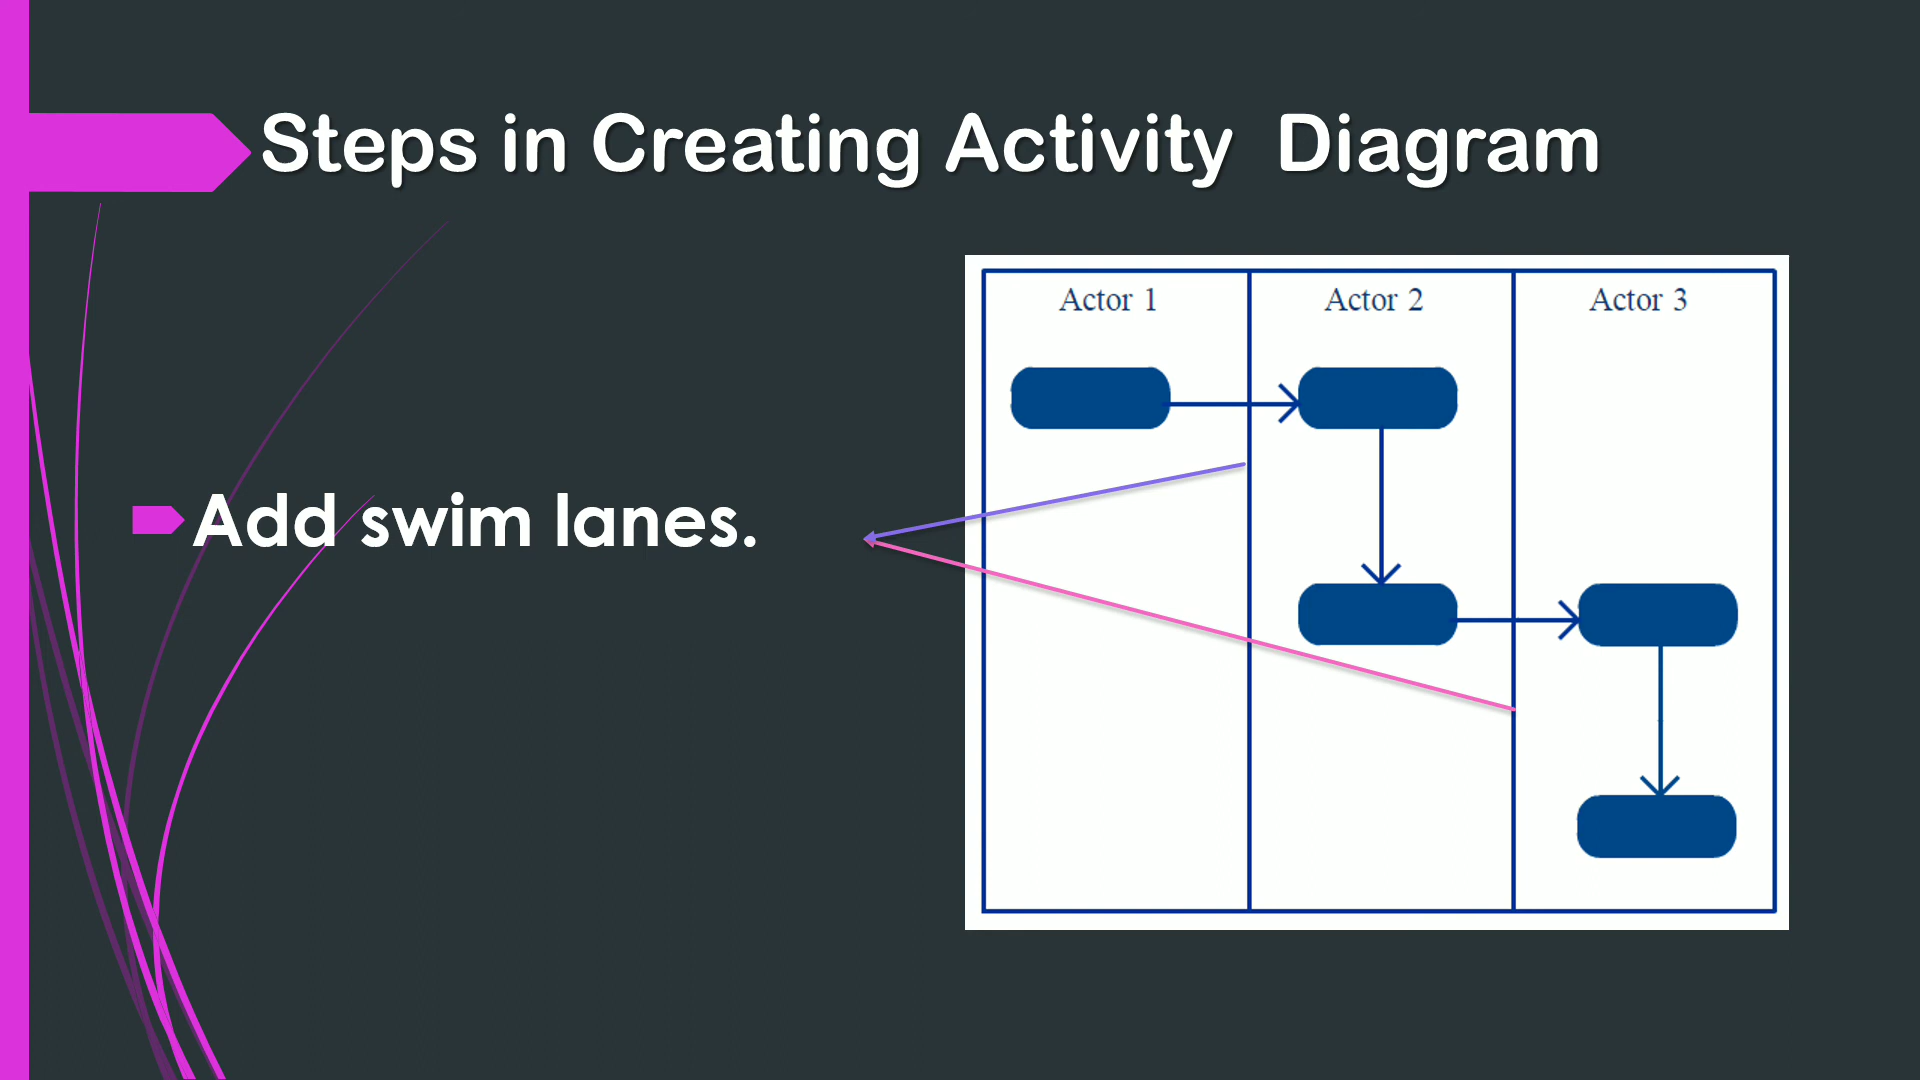 Steps in Creating Activity  Diagram
Actor 1
Actor 2
Actor 3
Add swim lanes.